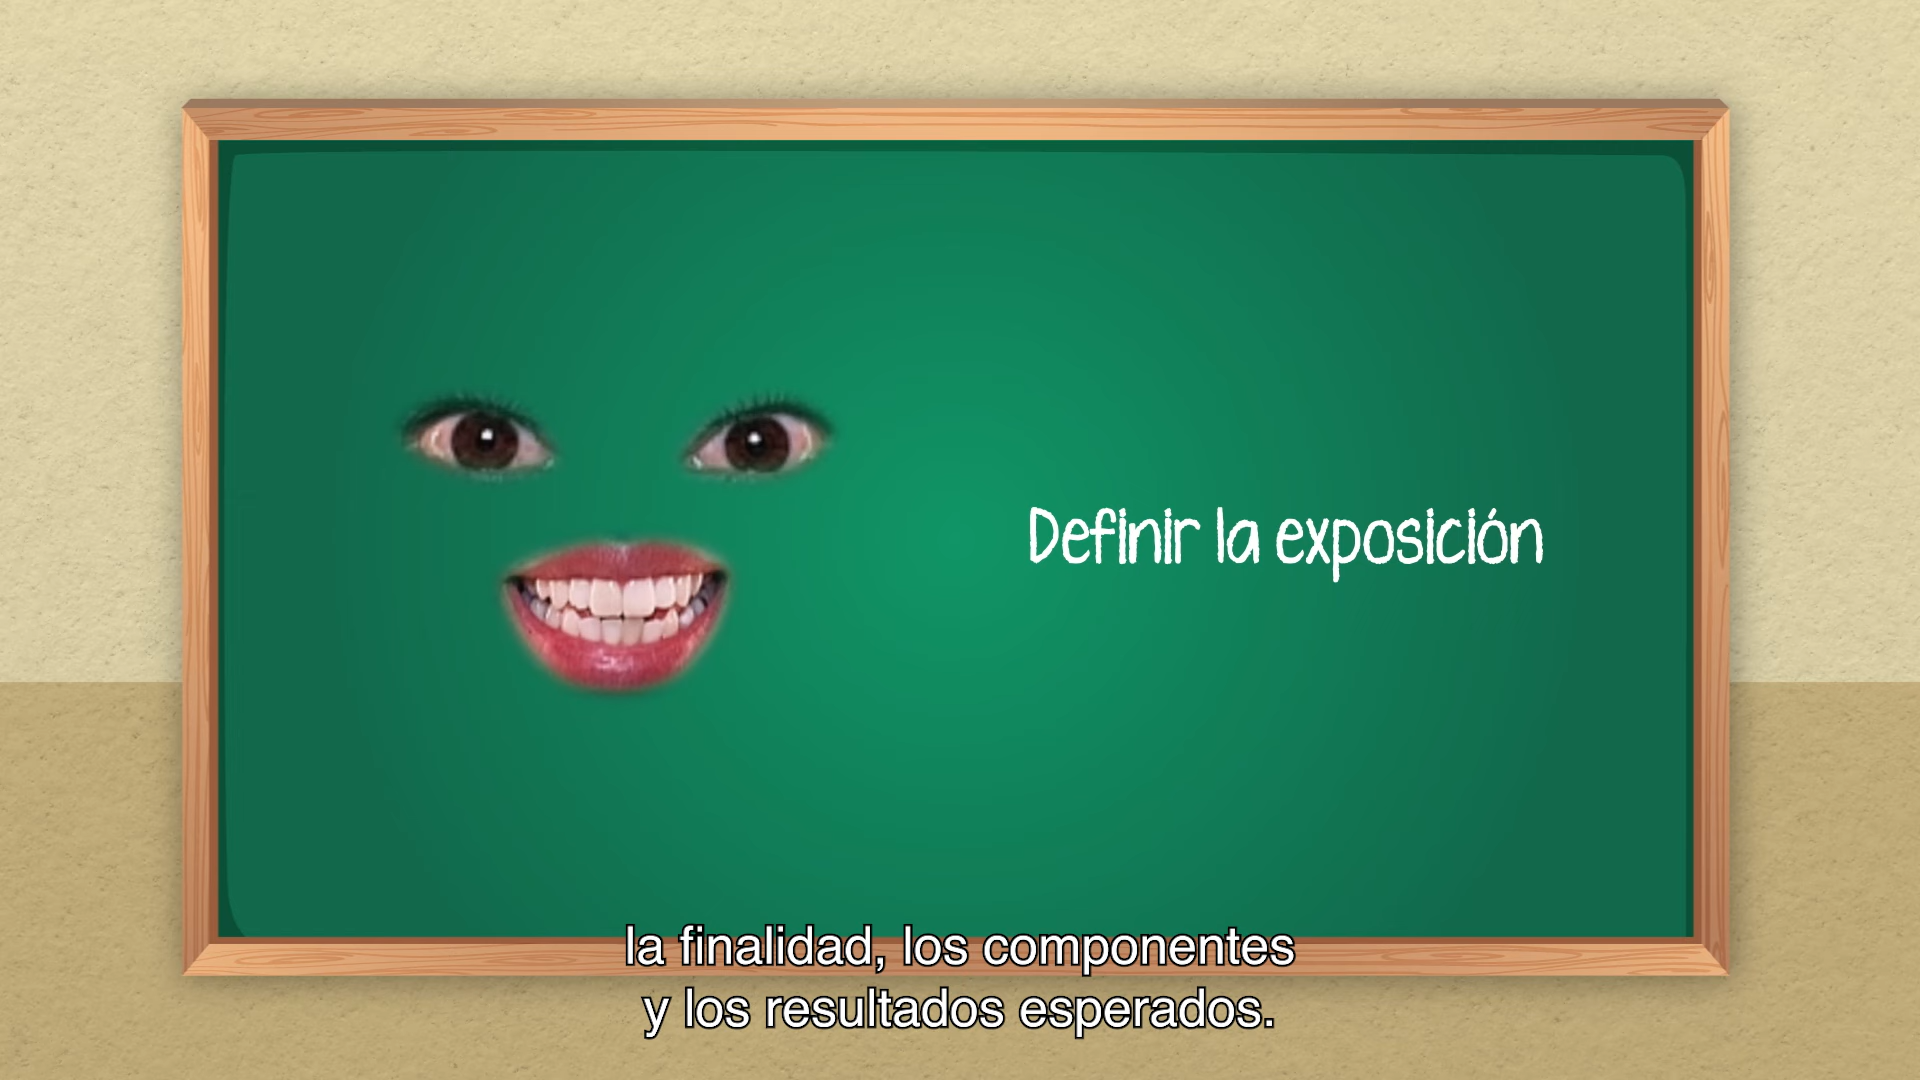 Definir la exposición
la finalidad, los componentes
y los resultados esperados.